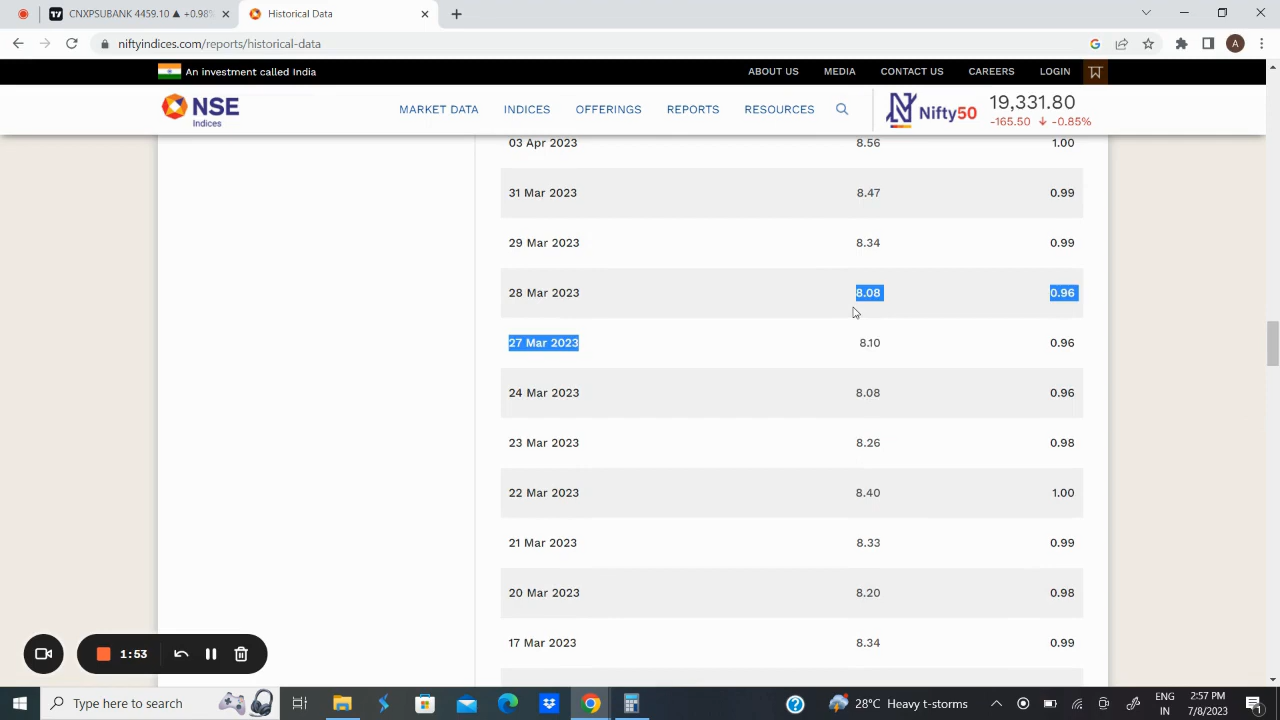 CNXPSUBANK 4459.10 ▲ +0.98%
Historical Data
niftyindices.com/reports/historical-data
An investment called India
ABOUT US MEDIA CONTACT US CAREERS LOGIN
NSE
Indices
MARKET DATA INDICES OFFERINGS REPORTS RESOURCES
Nifty50
19,331.80
-165.50 ↓ -0.85%
03 Apr 2023 8.56 1.00
31 Mar 2023 8.47 0.99
29 Mar 2023 8.34 0.99
28 Mar 2023 8.08 0.96
27 Mar 2023 8.10 0.96
24 Mar 2023 8.08 0.96
23 Mar 2023 8.26 0.98
22 Mar 2023 8.40 1.00
21 Mar 2023 8.33 0.99
20 Mar 2023 8.20 0.98
17 Mar 2023 8.34 0.99
1:53
Type here to search
28°C Heavy t-storms
ENG
IN
2:57 PM
7/8/2023
A